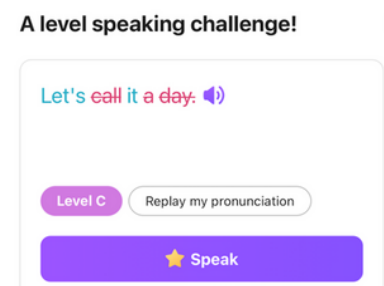 A level speaking challenge!
Let's call it a day.
Level C
Replay my pronunciation
Speak